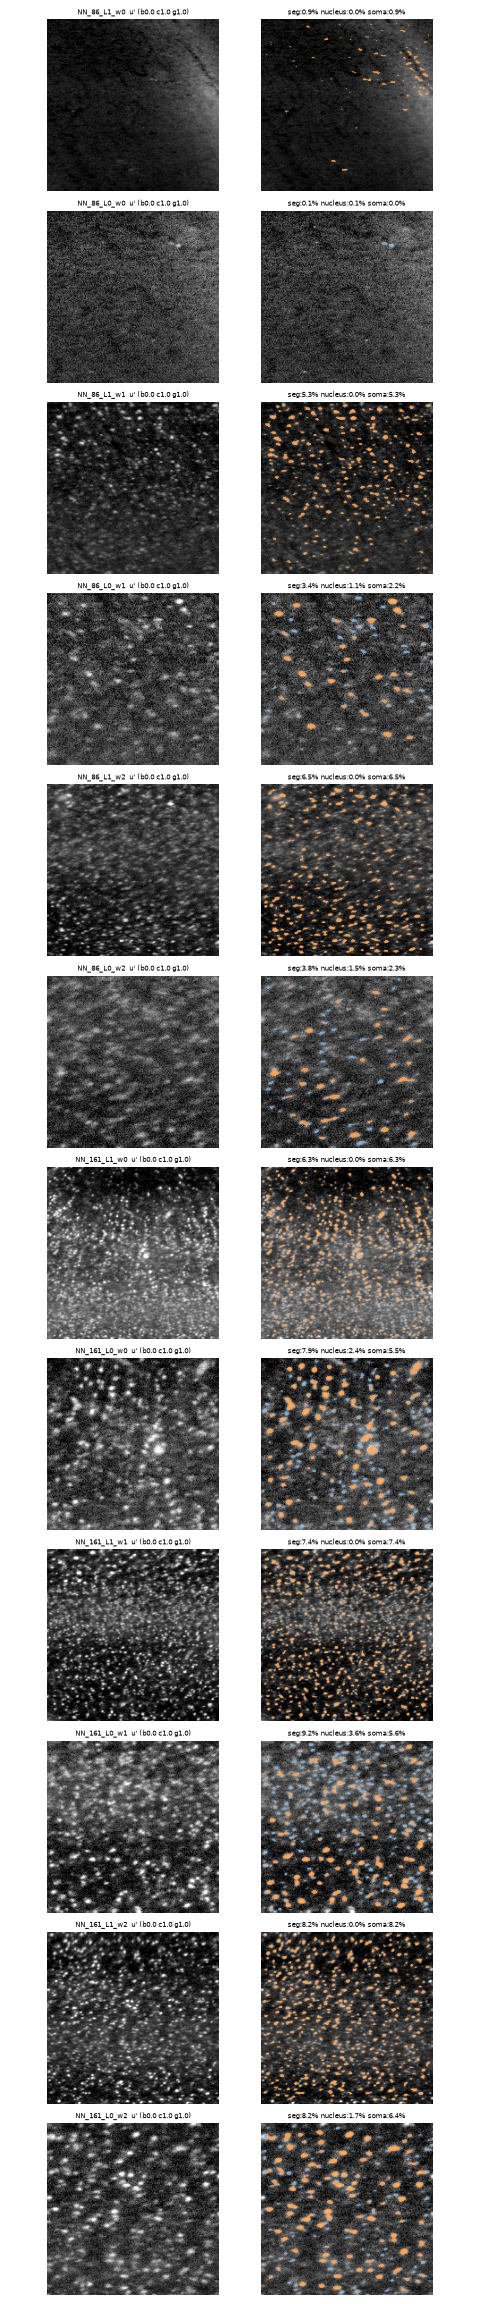 NN_86_L1_w0 u' (b0.0 c1.0 g1.0)
seg:0.9% nucleus:0.0% soma:0.9%
NN_86_L0_w0 u' (b0.0 c1.0 g1.0)
seg:0.1% nucleus:0.1% soma:0.0%
NN_86_L1_w1 u' (b0.0 c1.0 g1.0)
seg:5.3% nucleus:0.0% soma:5.3%
NN_86_L0_w1 u' (b0.0 c1.0 g1.0)
seg:3.4% nucleus:1.1% soma:2.2%
NN_86_L1_w2 u' (b0.0 c1.0 g1.0)
seg:6.5% nucleus:0.0% soma:6.5%
NN_86_L0_w2 u' (b0.0 c1.0 g1.0)
seg:3.8% nucleus:1.5% soma:2.3%
NN_161_L1_w0 u' (b0.0 c1.0 g1.0)
seg:6.3% nucleus:0.0% soma:6.3%
NN_161_L0_w0 u' (b0.0 c1.0 g1.0)
seg:7.9% nucleus:2.4% soma:5.5%
NN_161_L1_w1 u' (b0.0 c1.0 g1.0)
seg:7.4% nucleus:0.0% soma:7.4%
NN_161_L0_w1 u' (b0.0 c1.0 g1.0)
seg:9.2% nucleus:3.6% soma:5.6%
NN_161_L1_w2 u' (b0.0 c1.0 g1.0)
seg:8.2% nucleus:0.0% soma:8.2%
NN_161_L0_w2 u' (b0.0 c1.0 g1.0)
seg:8.2% nucleus:1.7% soma:6.4%